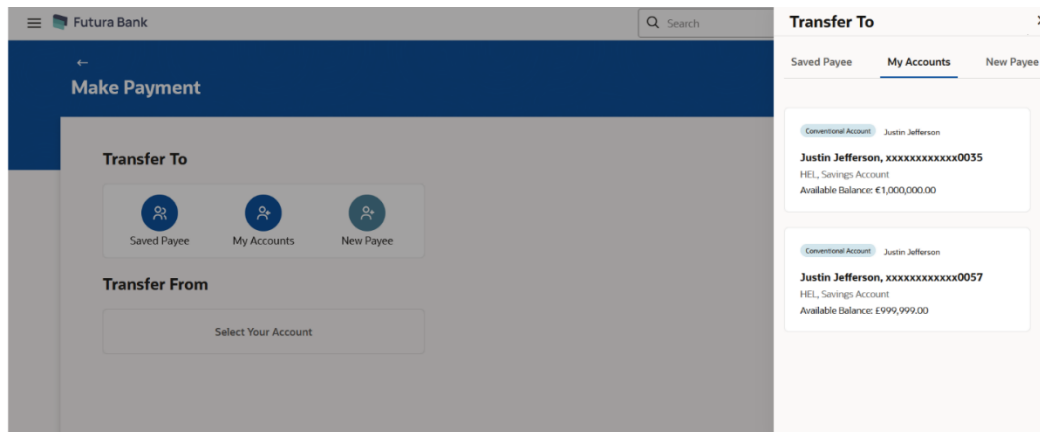 Futura Bank
Search
Make Payment
Transfer To
Saved Payee
My Accounts
New Payee
Transfer From
Select Your Account
Transfer To
Saved Payee
My Accounts
New Payee
Conventional Account Justin Jefferson
Justin Jefferson, xxxxxxxxxxxx0035
HEL, Savings Account
Available Balance: €1,000,000.00
Conventional Account Justin Jefferson
Justin Jefferson, xxxxxxxxxxxx0057
HEL, Savings Account
Available Balance: £999,999.00